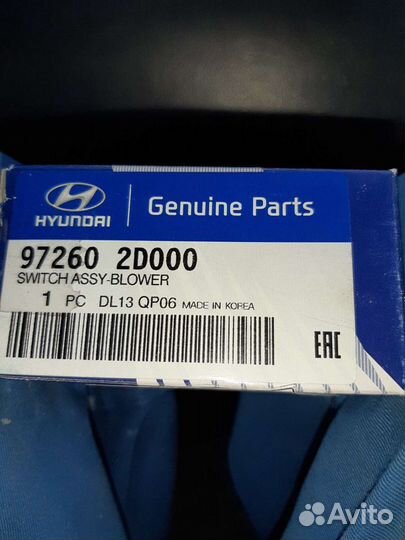 HYUNDAI
Genuine Parts
97260 2D000
SWITCH ASSY-BLOWER
1 PC DL13 QP06 MADE IN KOREA
EAC
Avito